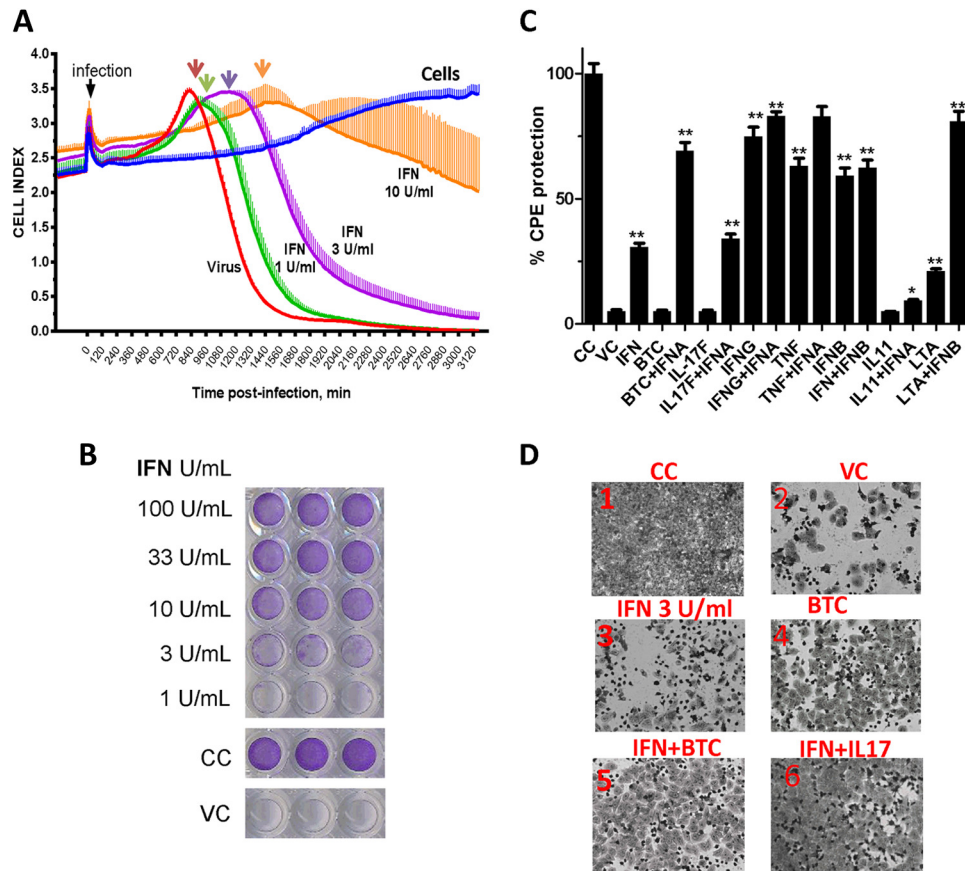 A
infection
Cells
IFN
10 U/ml
IFN
3 U/ml
IFN
1 U/ml
Virus
CELL INDEX
4.0
3.5
3.0
2.5
2.0
1.5
1.0
0.5
0.0
0 120 240 360 480 600 720 840 960 1080 1200 1320 1440 1560 1680 1800 1920 2040 2160 2280 2400 2520 2640 2760 2880 3000 3120
Time post-infection, min
B
IFN U/mL
100 U/mL
33 U/mL
10 U/mL
3 U/mL
1 U/mL
CC
VC
C
% CPE protection
100
50
0
** ** ** ** ** ** ** ** * ** **
CC VC IFN BTC BTC+IFNA IL-17F IL17F+IFNA IFNG IFNG+IFNA TNF TNF+IFNA IFNB IFN+IFNB IL11 IL11+IFNA LTA LTA+IFNB
D
CC VC
1 2
IFN 3 U/ml BTC
3 4
IFN+BTC IFN+IL17
5 6